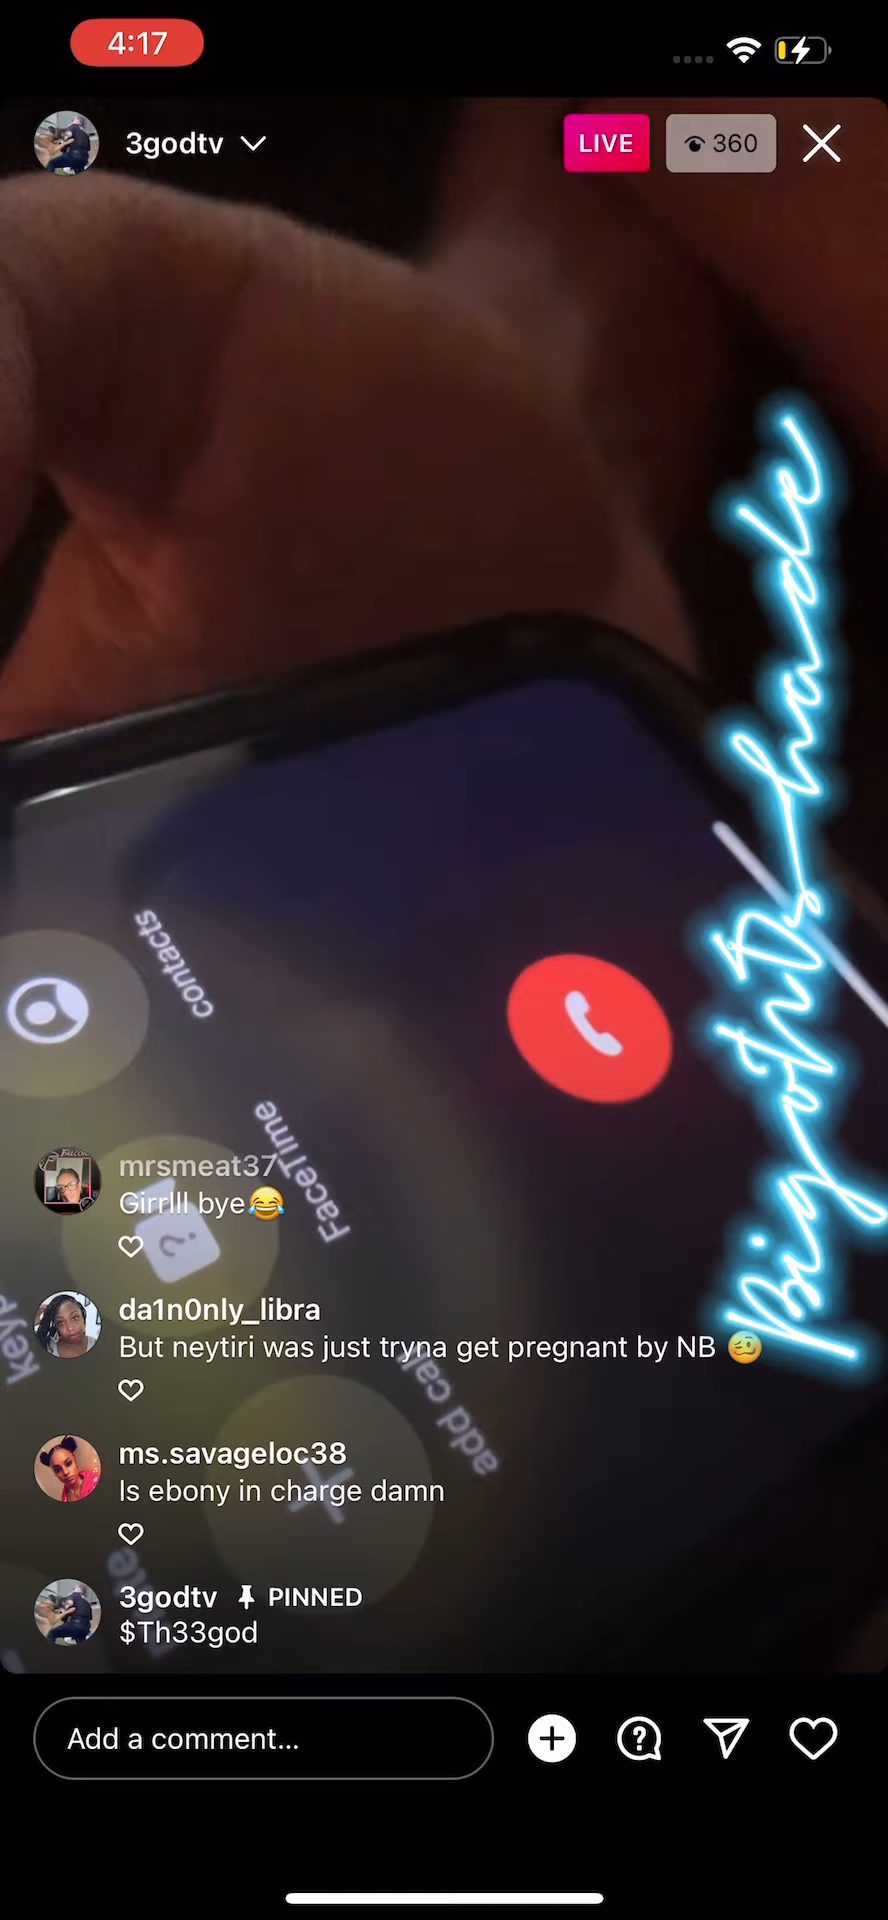 4:17
3godtv
LIVE
360
contacts
FaceTime
add call
mrsmeat37
Girrlll bye😂
da1n0nly_libra
But neytiri was just tryna get pregnant by NB 🥴
ms.savageloc38
Is ebony in charge damn
3godtv PINNED
$Th33god
Add a comment...